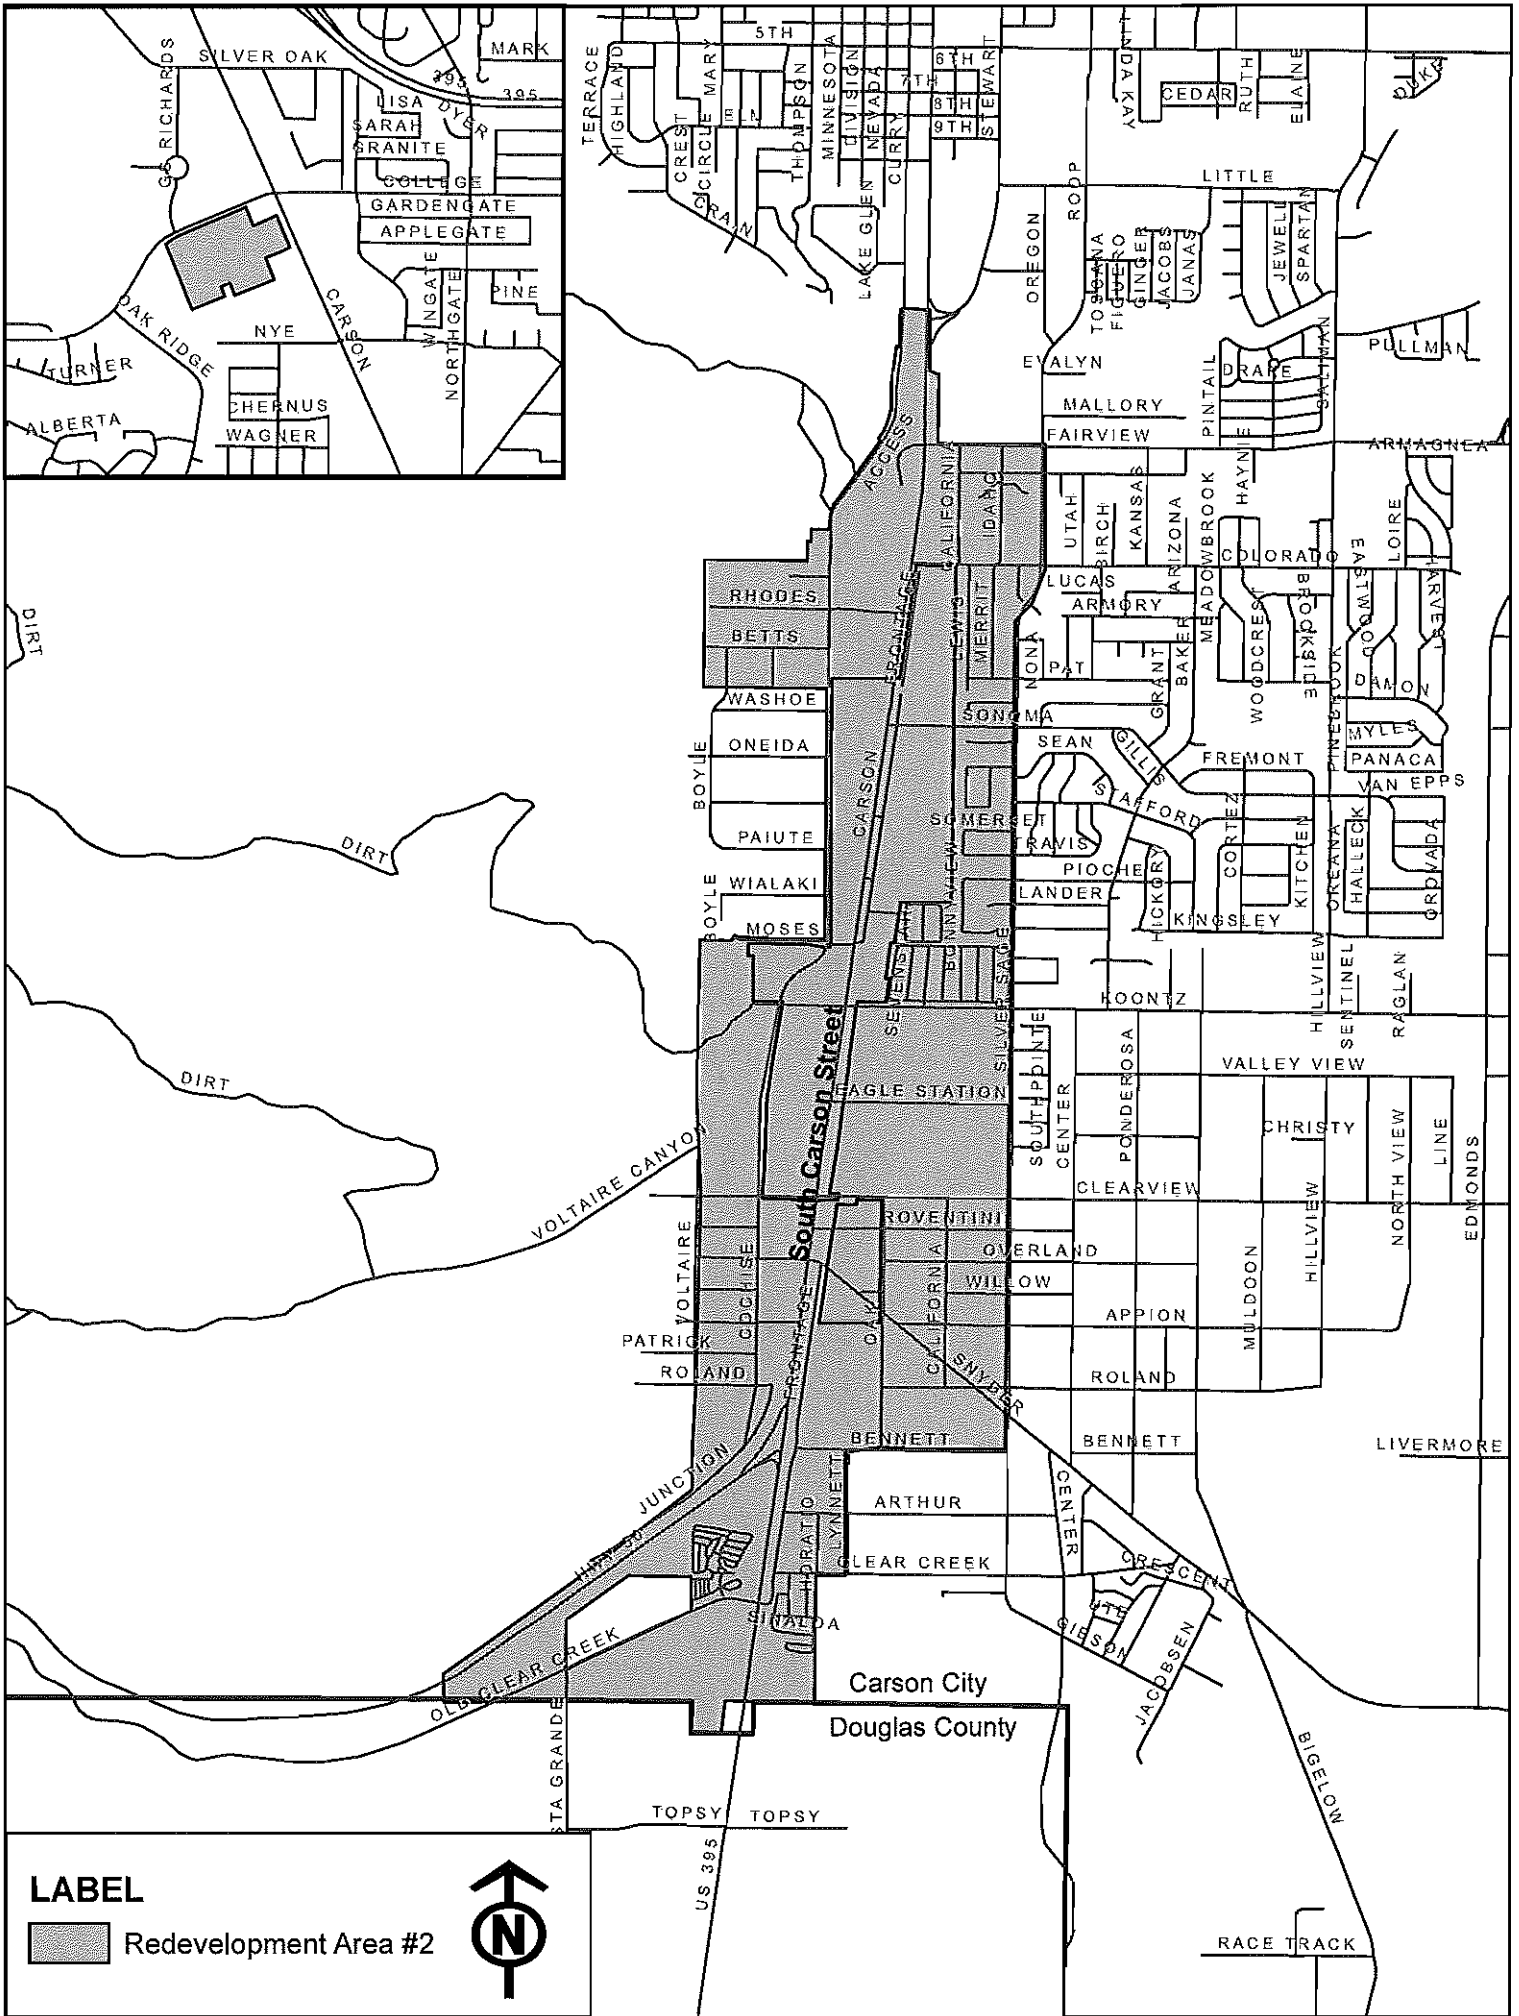 SILVER OAK
MARK
GS RICHARDS
395
395
LISA
DYER
SARAH
GRANITE
COLLEGE
GARDENGATE
APPLEGATE
WINGATE
NORTHGATE
PINE
OAK RIDGE
NYE
CARSON
TURNER
CHERNUS
ALBERTA
WAGNER
5TH
6TH
7TH
8TH
9TH
TERRACE
HIGHLAND
MARY
ELM
CREST
CIRCLE
CRAIN
THOMPSON
MINNESOTA
DIVISION
NEVADA
CURRY
STEWART
LAKE GLEN
LINDA KAY
CEDAR
RUTH
ELAINE
DUKE
LITTLE
ROOP
OREGON
TOSCANA
FIGUERO
GINGER
JACOBS
JANAS
JEWELL
SPARTAN
SALIMAN
PULLMAN
EVALYN
DRAKE
PINTAIL
MALLORY
FAIRVIEW
ARMAGNEA
ACCESS
CALIFORNIA
IDAHO
UTAH
BIRCH
KANSAS
ARIZONA
MEADOWBROOK
HAYNIE
COLORADO
LOIRE
EASTWOOD
HARVEST
RHODES
BETTS
FRONTAGE
LEWIS
MERRIT
LUCAS
ARMORY
NONA
PAT
GRANT
BAKER
WOODCREST
BROOKSIDE
PINEBROOK
DAMON
MYLES
PANACA
VAN EPPS
DIRT
WASHOE
ONEIDA
BOYLE
PAIUTE
WIALAKI
BOYLE
MOSES
CARSON
SONOMA
SEAN
GILLIS
FREMONT
STAFFORD
SOMERSET
TRAVIS
PIOCHE
LANDER
HICKORY
CORTEZ
KITCHEN
OREANA
HALLECK
OROVADA
KINGSLEY
DIRT
SILVER SAGE
KOONTZ
HILLVIEW
SENTINEL
RAGLAN
South Carson Street
EAGLE STATION
SOUTHPOINTE
CENTER
PONDEROSA
VALLEY VIEW
CHRISTY
NORTH VIEW
LINE
EDMONDS
DIRT
VOLTAIRE CANYON
CLEARVIEW
ROVENTINI
OVERLAND
WILLOW
VOLTAIRE
COCHISE
FRONTAGE
OAK
CALIFORNIA
APPION
MULDOON
HILLVIEW
PATRICK
ROLAND
SNYDER
ROLAND
BENNETT
BENNETT
LIVERMORE
JUNCTION
HWY 50
LYNNETT
HORATIO
ARTHUR
CENTER
CLEAR CREEK
CRESCENT
UTE
GIBSON
JACOBSEN
SINALOA
OLD CLEAR CREEK
Carson City
Douglas County
STA GRANDE
BIGELOW
TOPSY
TOPSY
US 395
RACE TRACK
LABEL
Redevelopment Area #2
N